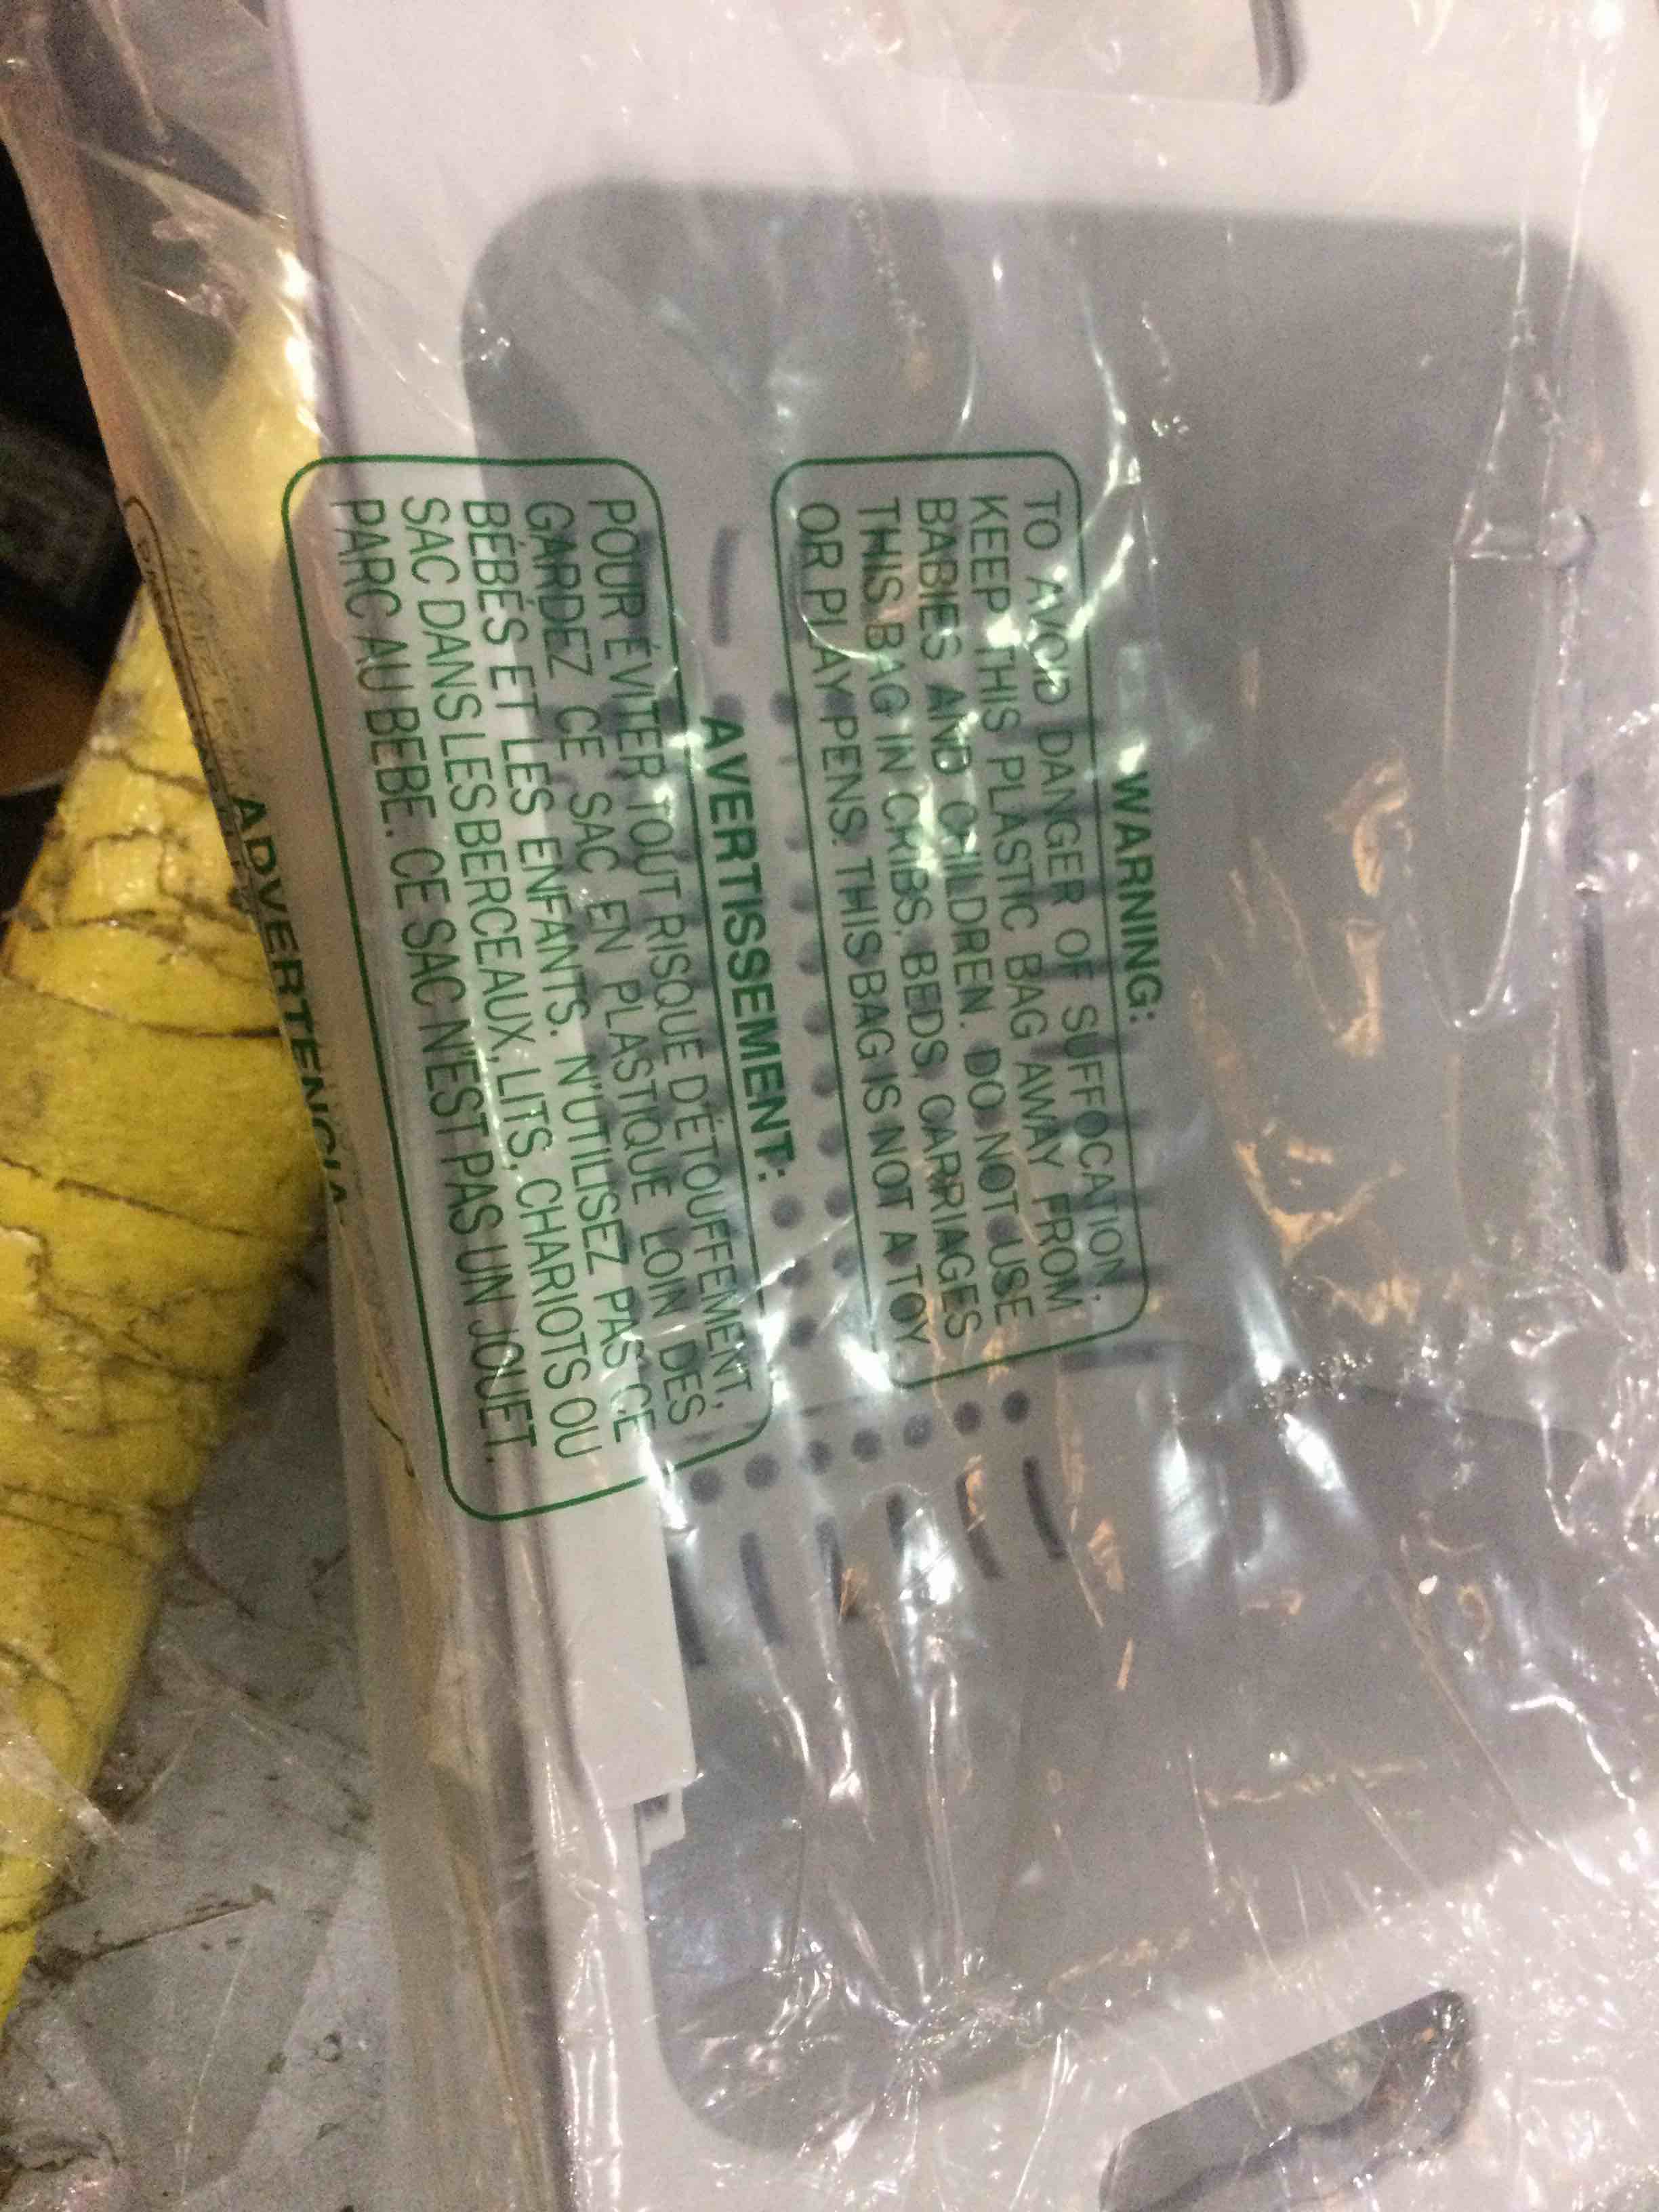 WARNING:
TO AVOID DANGER OF SUFFOCATION,
KEEP THIS PLASTIC BAG AWAY FROM
BABIES AND CHILDREN. DO NOT USE
THIS BAG IN CRIBS, BEDS, CARRIAGES
OR PLAY PENS. THIS BAG IS NOT A TOY.
AVERTISSEMENT:
POUR ÉVITER TOUT RISQUE D'ÉTOUFFEMENT,
GARDEZ CE SAC EN PLASTIQUE LOIN DES
BÉBÉS ET LES ENFANTS. N'UTILISEZ PAS CE
SAC DANS LES BERCEAUX, LITS, CHARIOTS OU
PARC AU BEBE. CE SAC N'EST PAS UN JOUET.
ADVERTENCIA